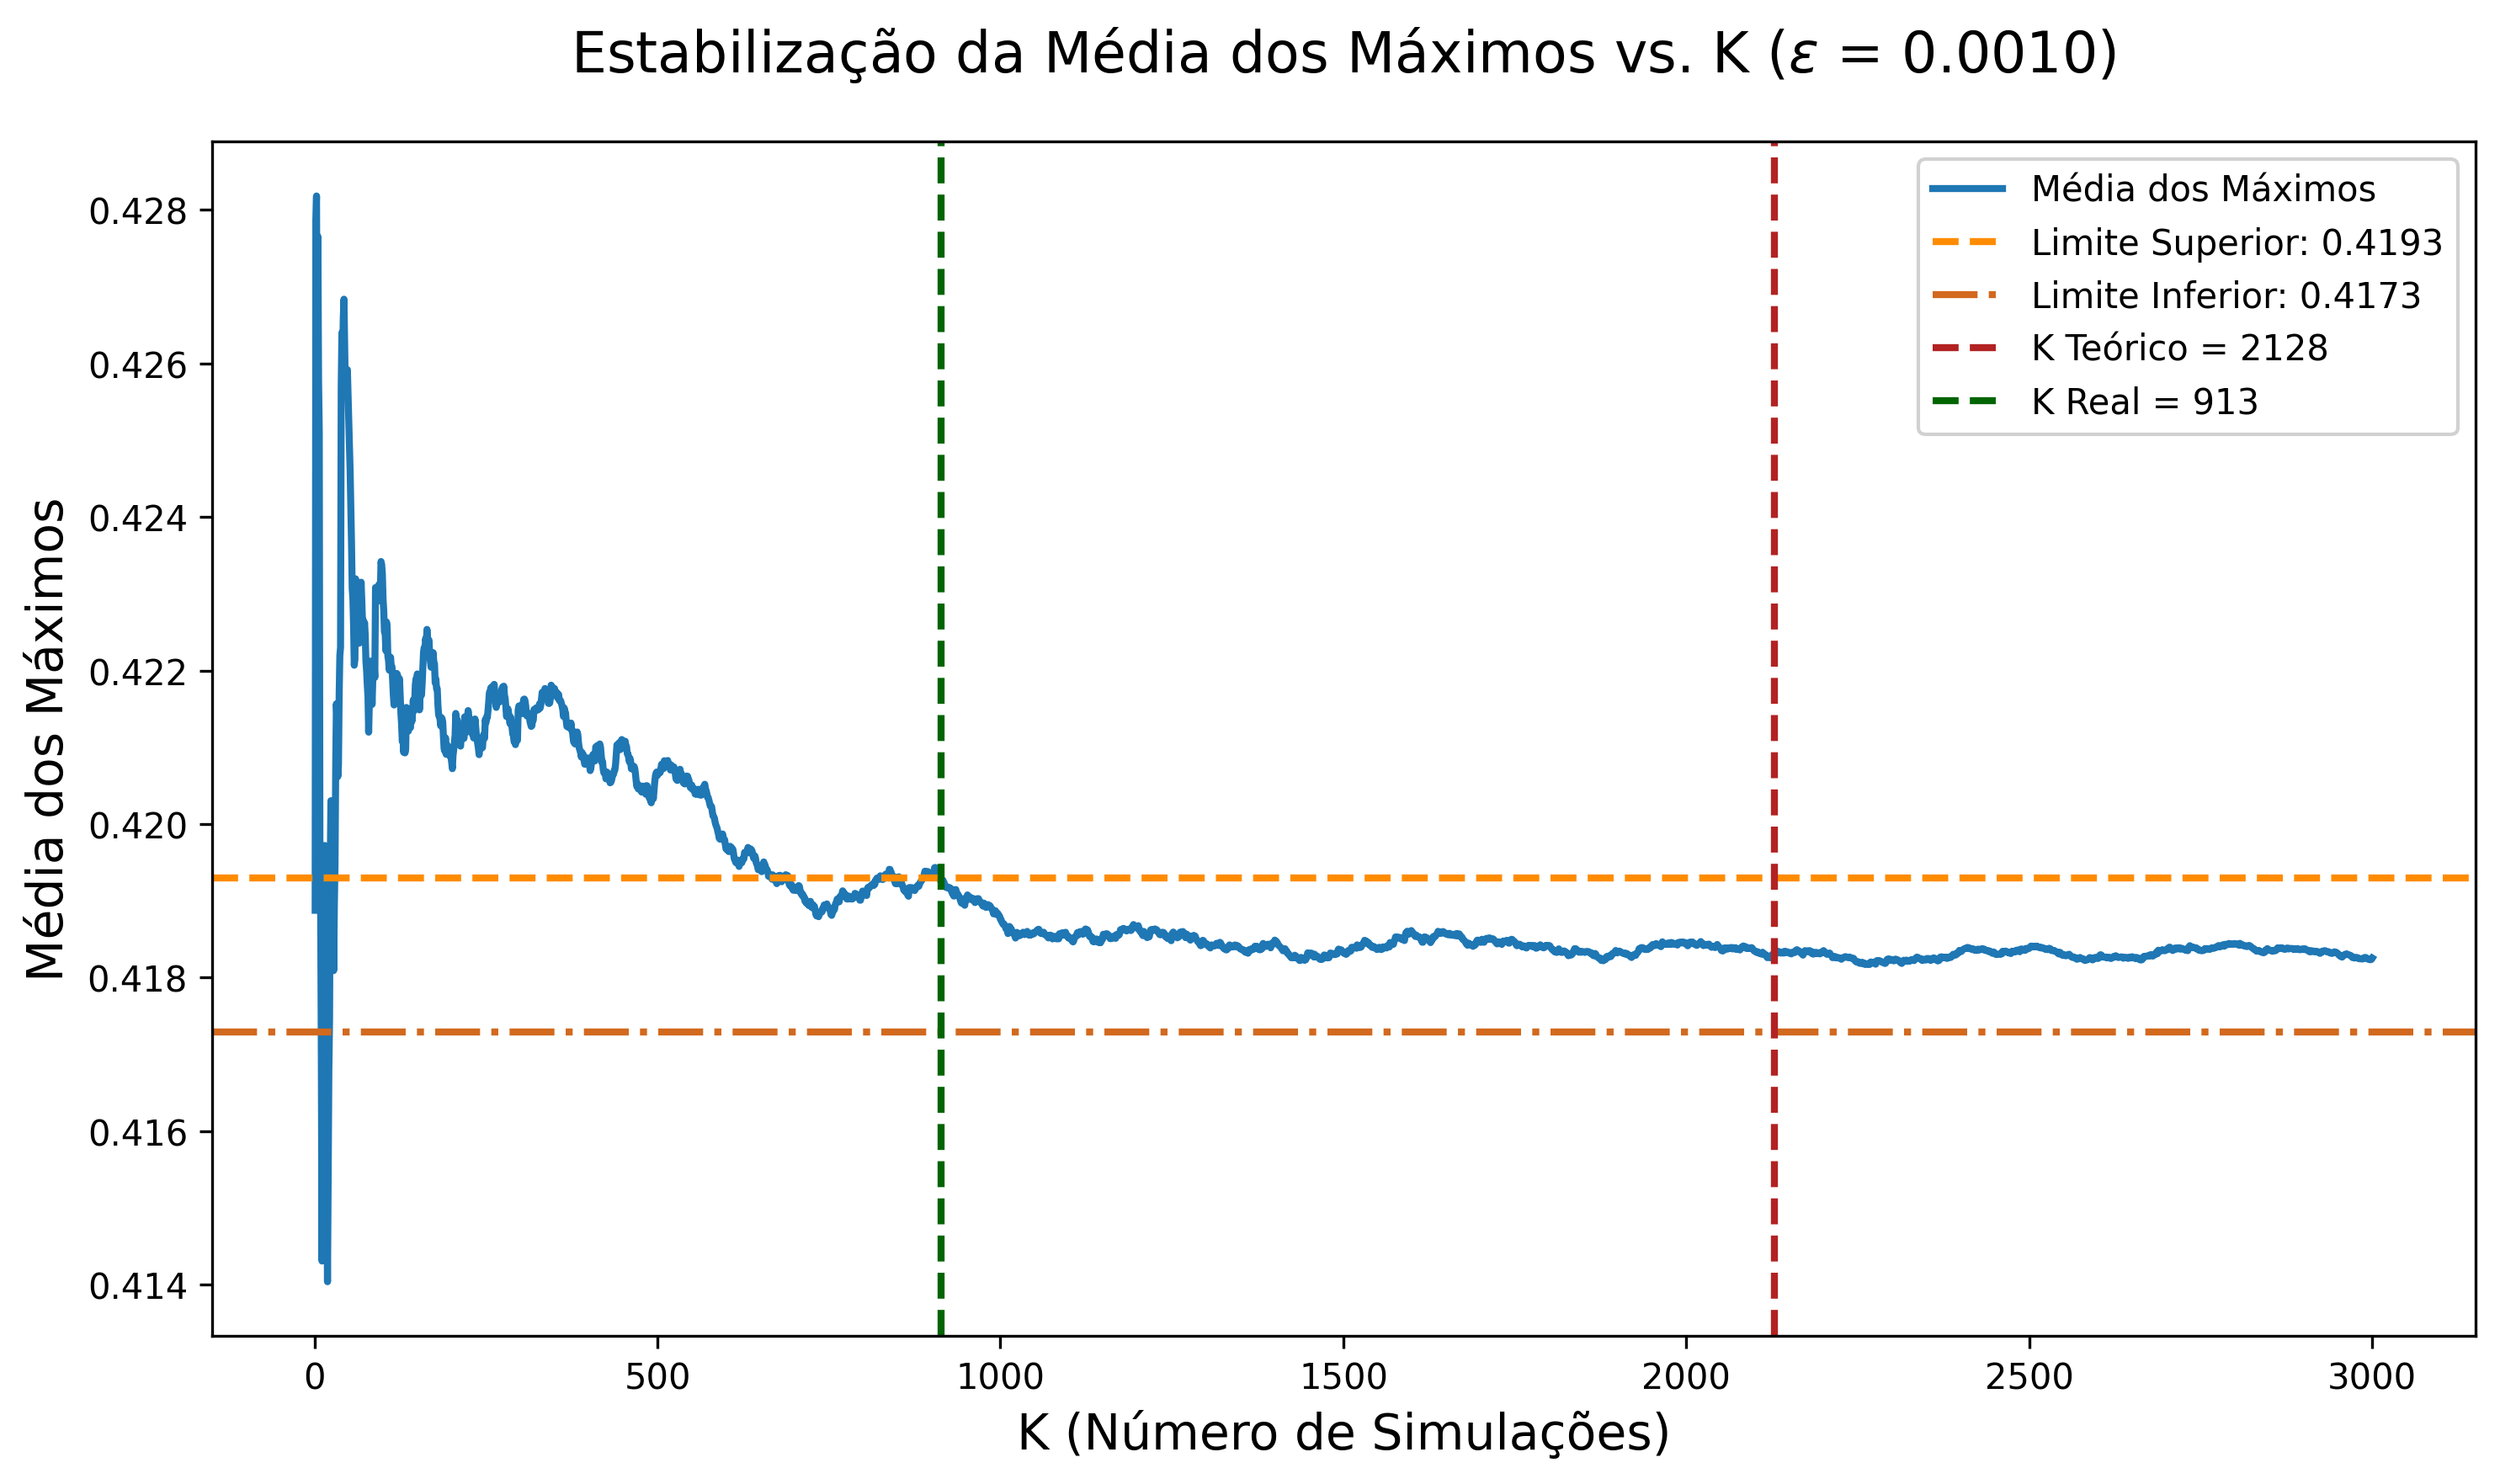 Estabilização da Média dos Máximos vs. K (ε = 0.0010)
Média dos Máximos
0.428
0.426
0.424
0.422
0.420
0.418
0.416
0.414
Média dos Máximos
Limite Superior: 0.4193
Limite Inferior: 0.4173
K Teórico = 2128
K Real = 913
0 500 1000 1500 2000 2500 3000
K (Número de Simulações)